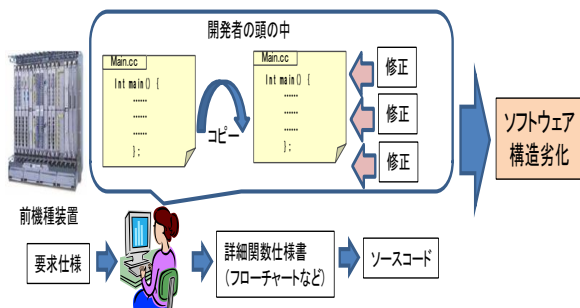 開発者の頭の中
Main.cc
Int main() {
......
......
......
};
コピー
Main.cc
Int main() {
......
......
......
};
修正
修正
修正
ソフトウェア
構造劣化
前機種装置
要求仕様
詳細関数仕様書
(フローチャートなど)
ソースコード